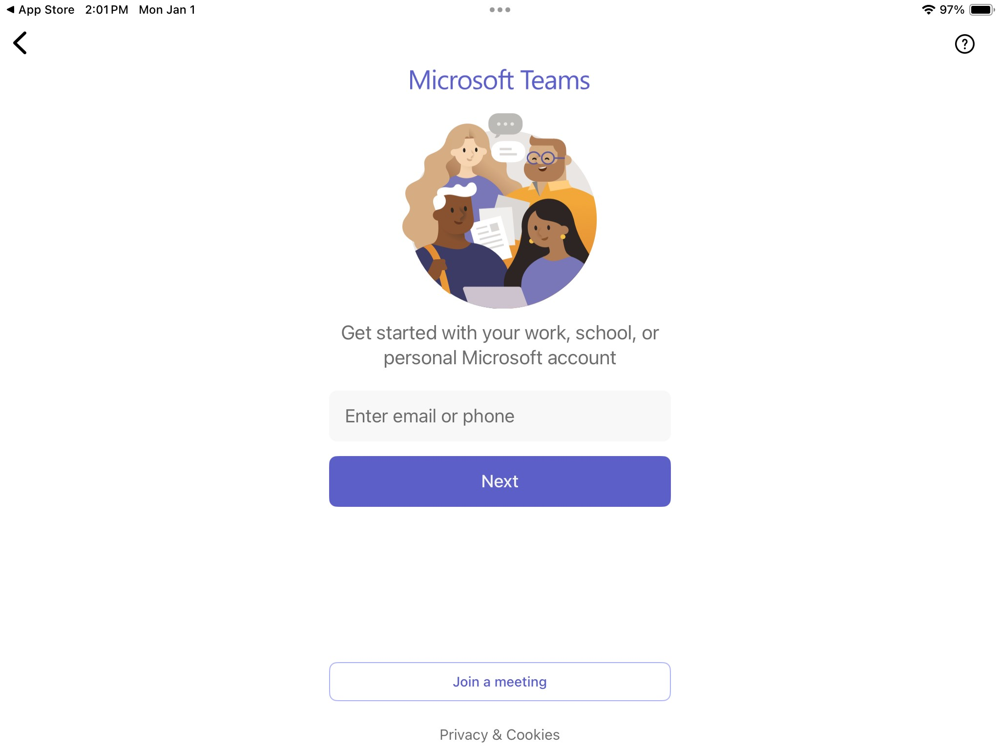 App Store 2:01 PM Mon Jan 1 97%
Microsoft Teams
Get started with your work, school, or
personal Microsoft account
Enter email or phone
Next
Join a meeting
Privacy & Cookies